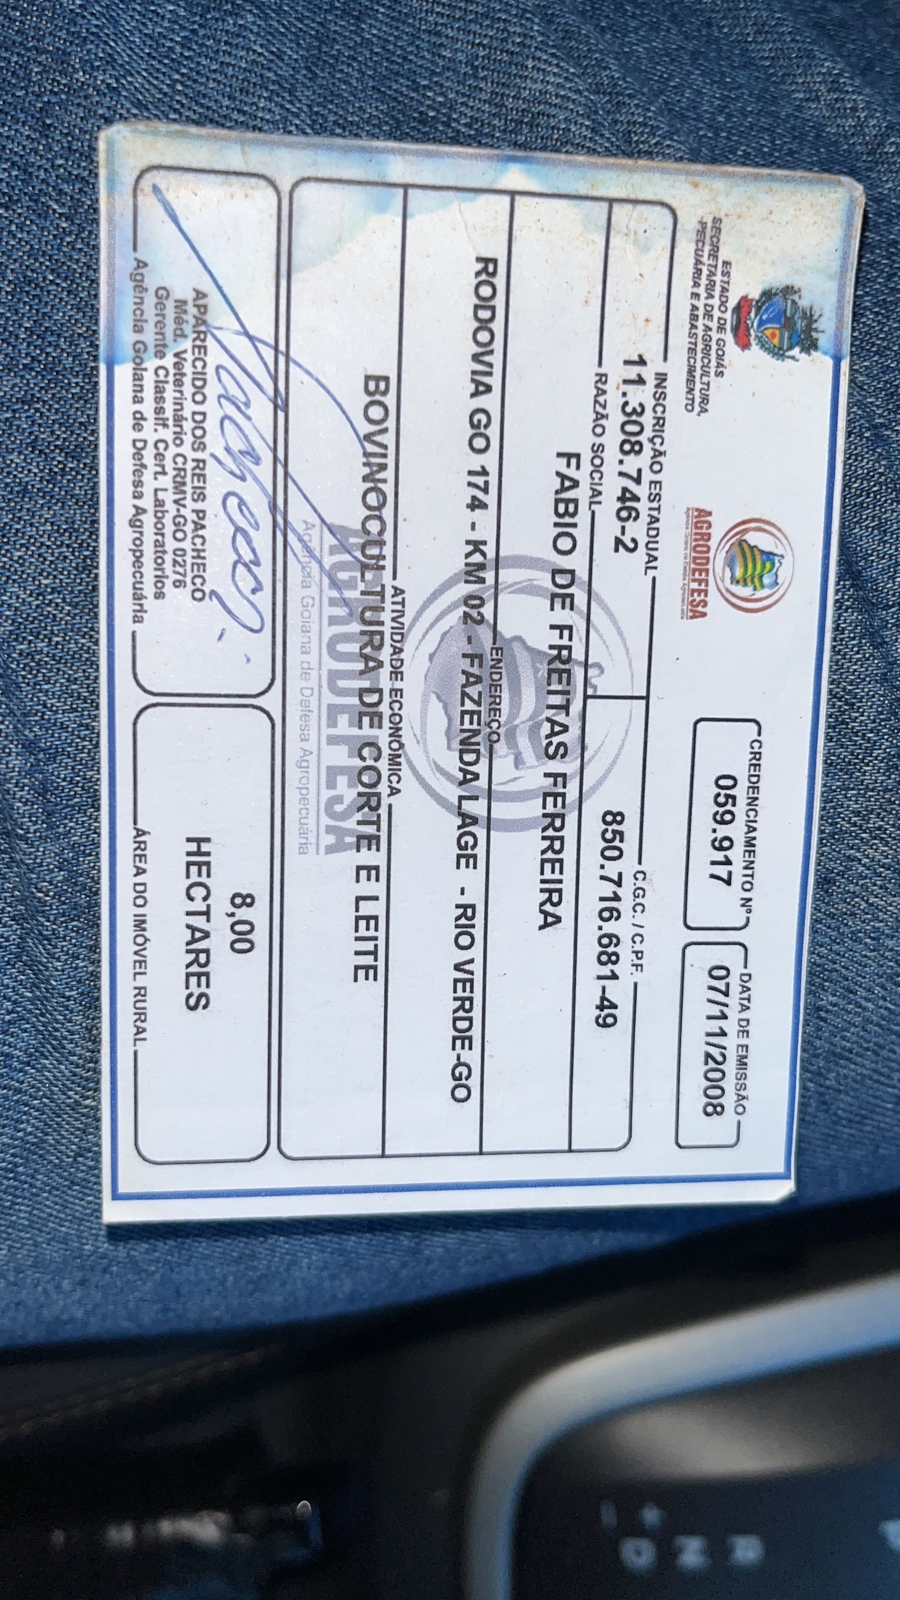 ESTADO DE GOIÁS
SECRETARIA DE AGRICULTURA,
PECUÁRIA E ABASTECIMENTO
AGRODEFESA
CREDENCIAMENTO Nº
059.917
DATA DE EMISSÃO
07/11/2008
INSCRIÇÃO ESTADUAL
11.308.746-2
C.G.C. / C.P.F.
850.716.681-49
RAZÃO SOCIAL
FABIO DE FREITAS FERREIRA
ENDEREÇO
RODOVIA GO 174 - KM 02 - FAZENDA LAGE - RIO VERDE-GO
ATIVIDADE ECONÔMICA
BOVINOCULTURA DE CORTE E LEITE
AGRODEFESA
Agência Goiana de Defesa Agropecuária
APARECIDO DOS REIS PACHECO
Méd. Veterinário CRMV-GO 0276
Gerente Classif. Cert. Laboratorios
Agência Goiana de Defesa Agropecuária
8,00
HECTARES
ÁREA DO IMÓVEL RURAL
R
N
+ D
-